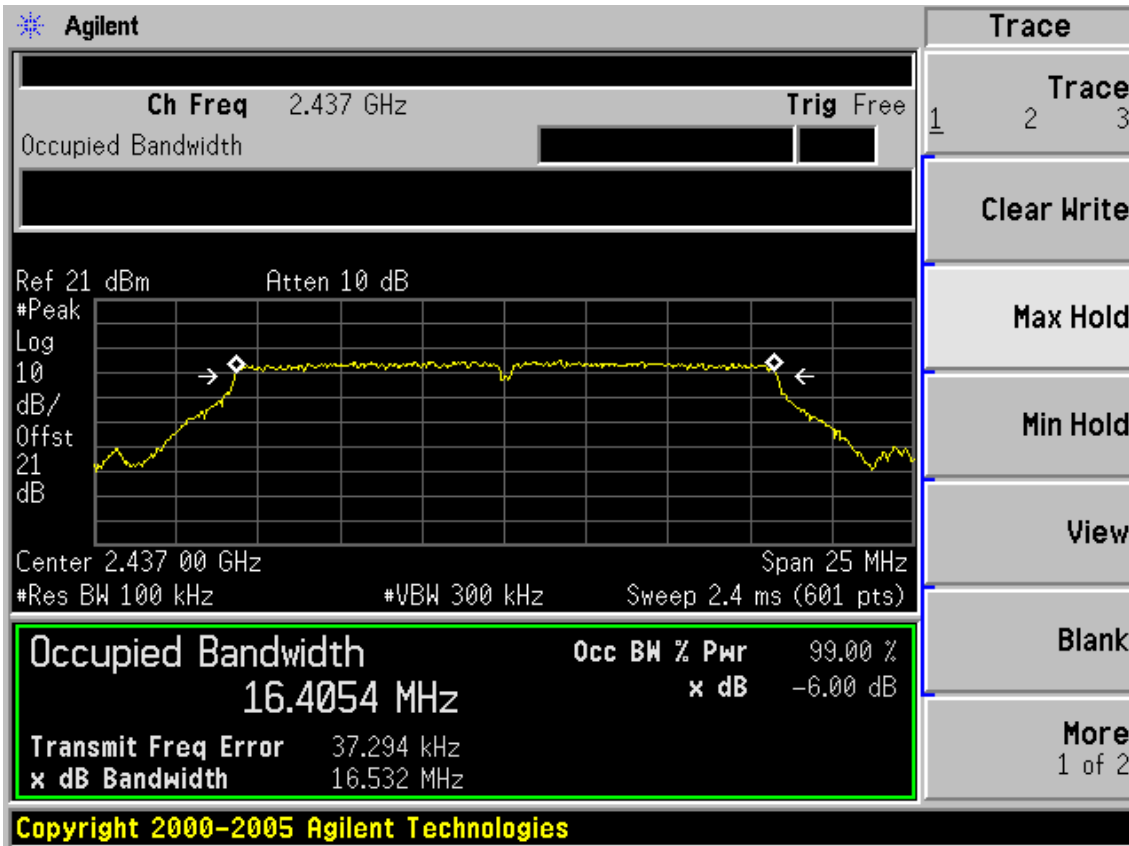 Agilent
Ch Freq 2.437 GHz Trig Free
Occupied Bandwidth
Ref 21 dBm Atten 10 dB
#Peak
Log
10
dB/
Offst
21
dB
Center 2.437 00 GHz Span 25 MHz
#Res BW 100 kHz #VBW 300 kHz Sweep 2.4 ms (601 pts)
Occupied Bandwidth
16.4054 MHz
Occ BW % Pwr 99.00 %
x dB -6.00 dB
Transmit Freq Error 37.294 kHz
x dB Bandwidth 16.532 MHz
Copyright 2000-2005 Agilent Technologies
Trace
Trace
1 2 3
Clear Write
Max Hold
Min Hold
View
Blank
More
1 of 2